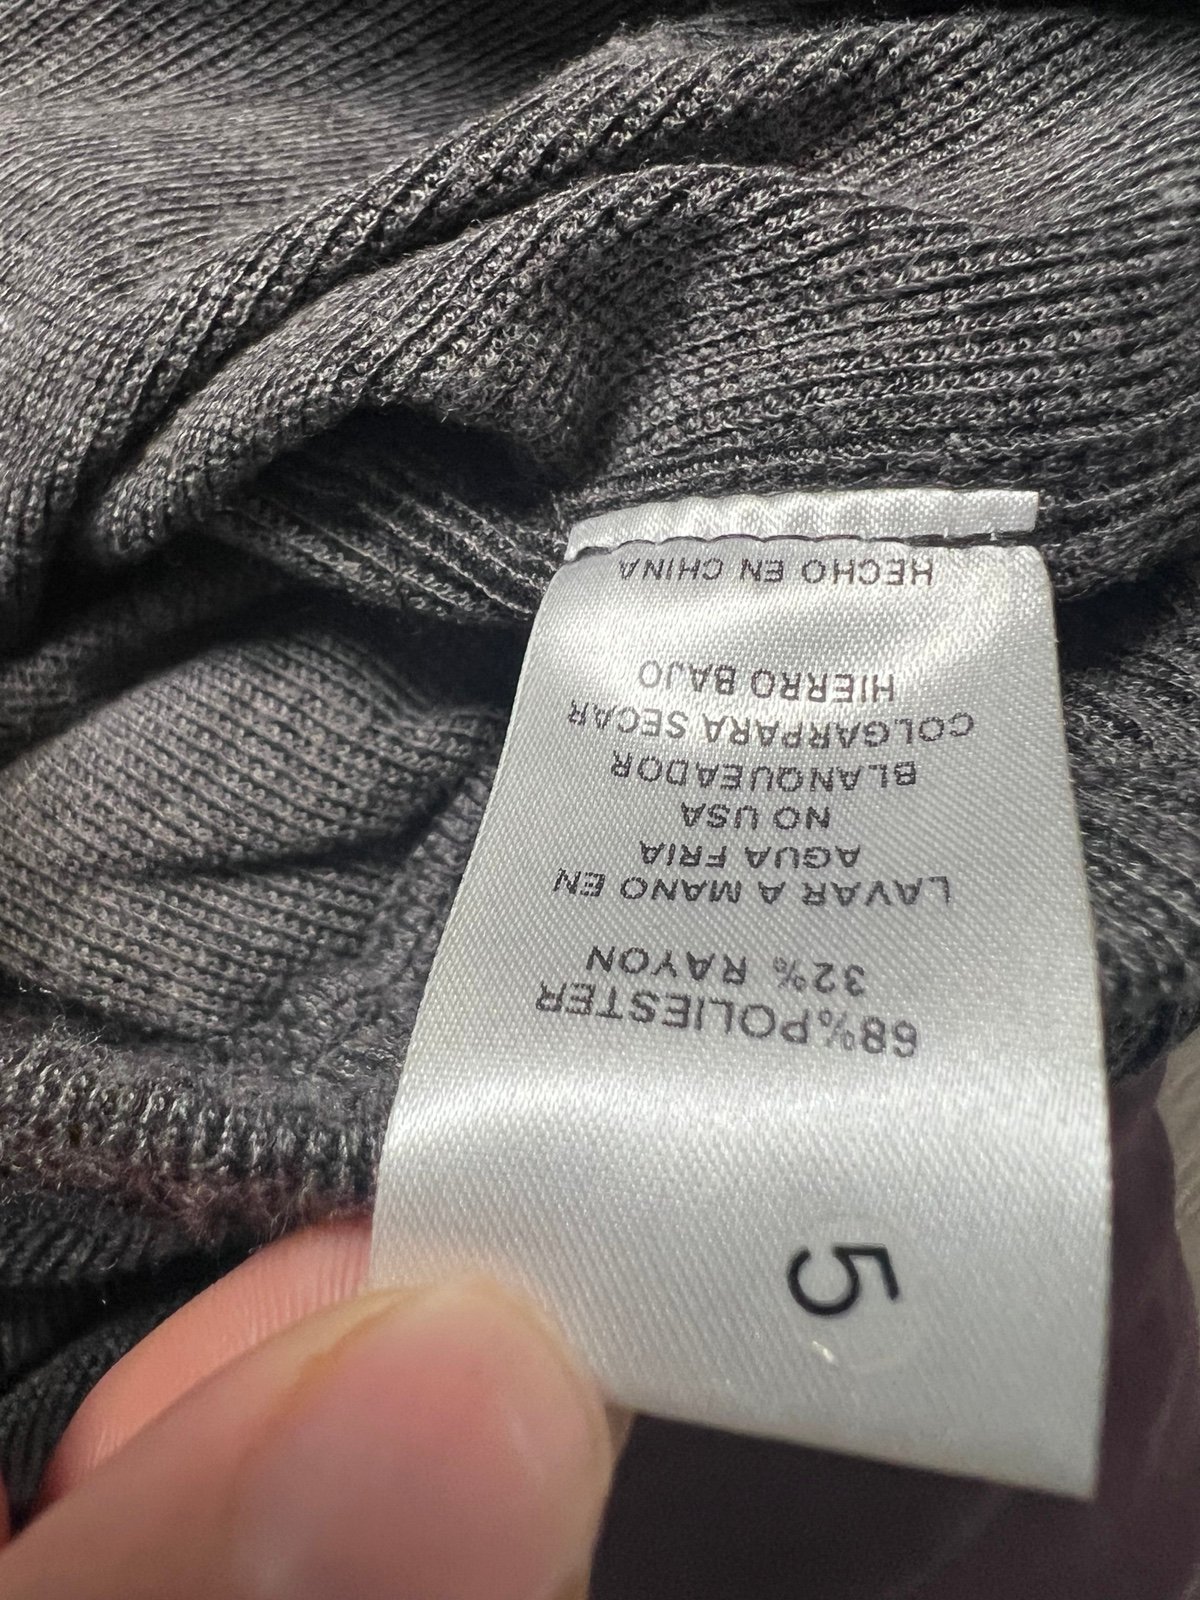 5
68%POLIESTER
32% RAYON
LAVAR A MANO EN
AGUA FRIA
NO USA
BLANQUEADOR
COLGARPARA SECAR
HIERRO BAJO
HECHO EN CHINA